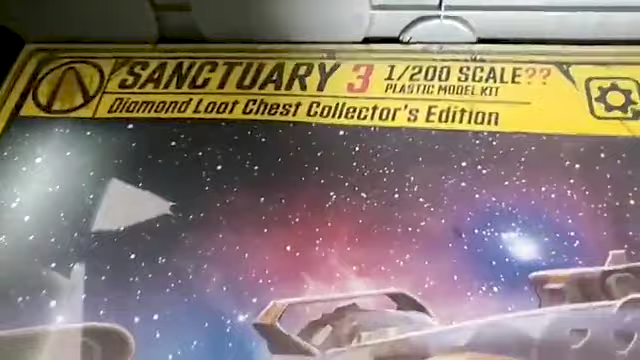 SANCTUARY 3 1/200 SCALE??
PLASTIC MODEL KIT
Diamond Loot Chest Collector's Edition